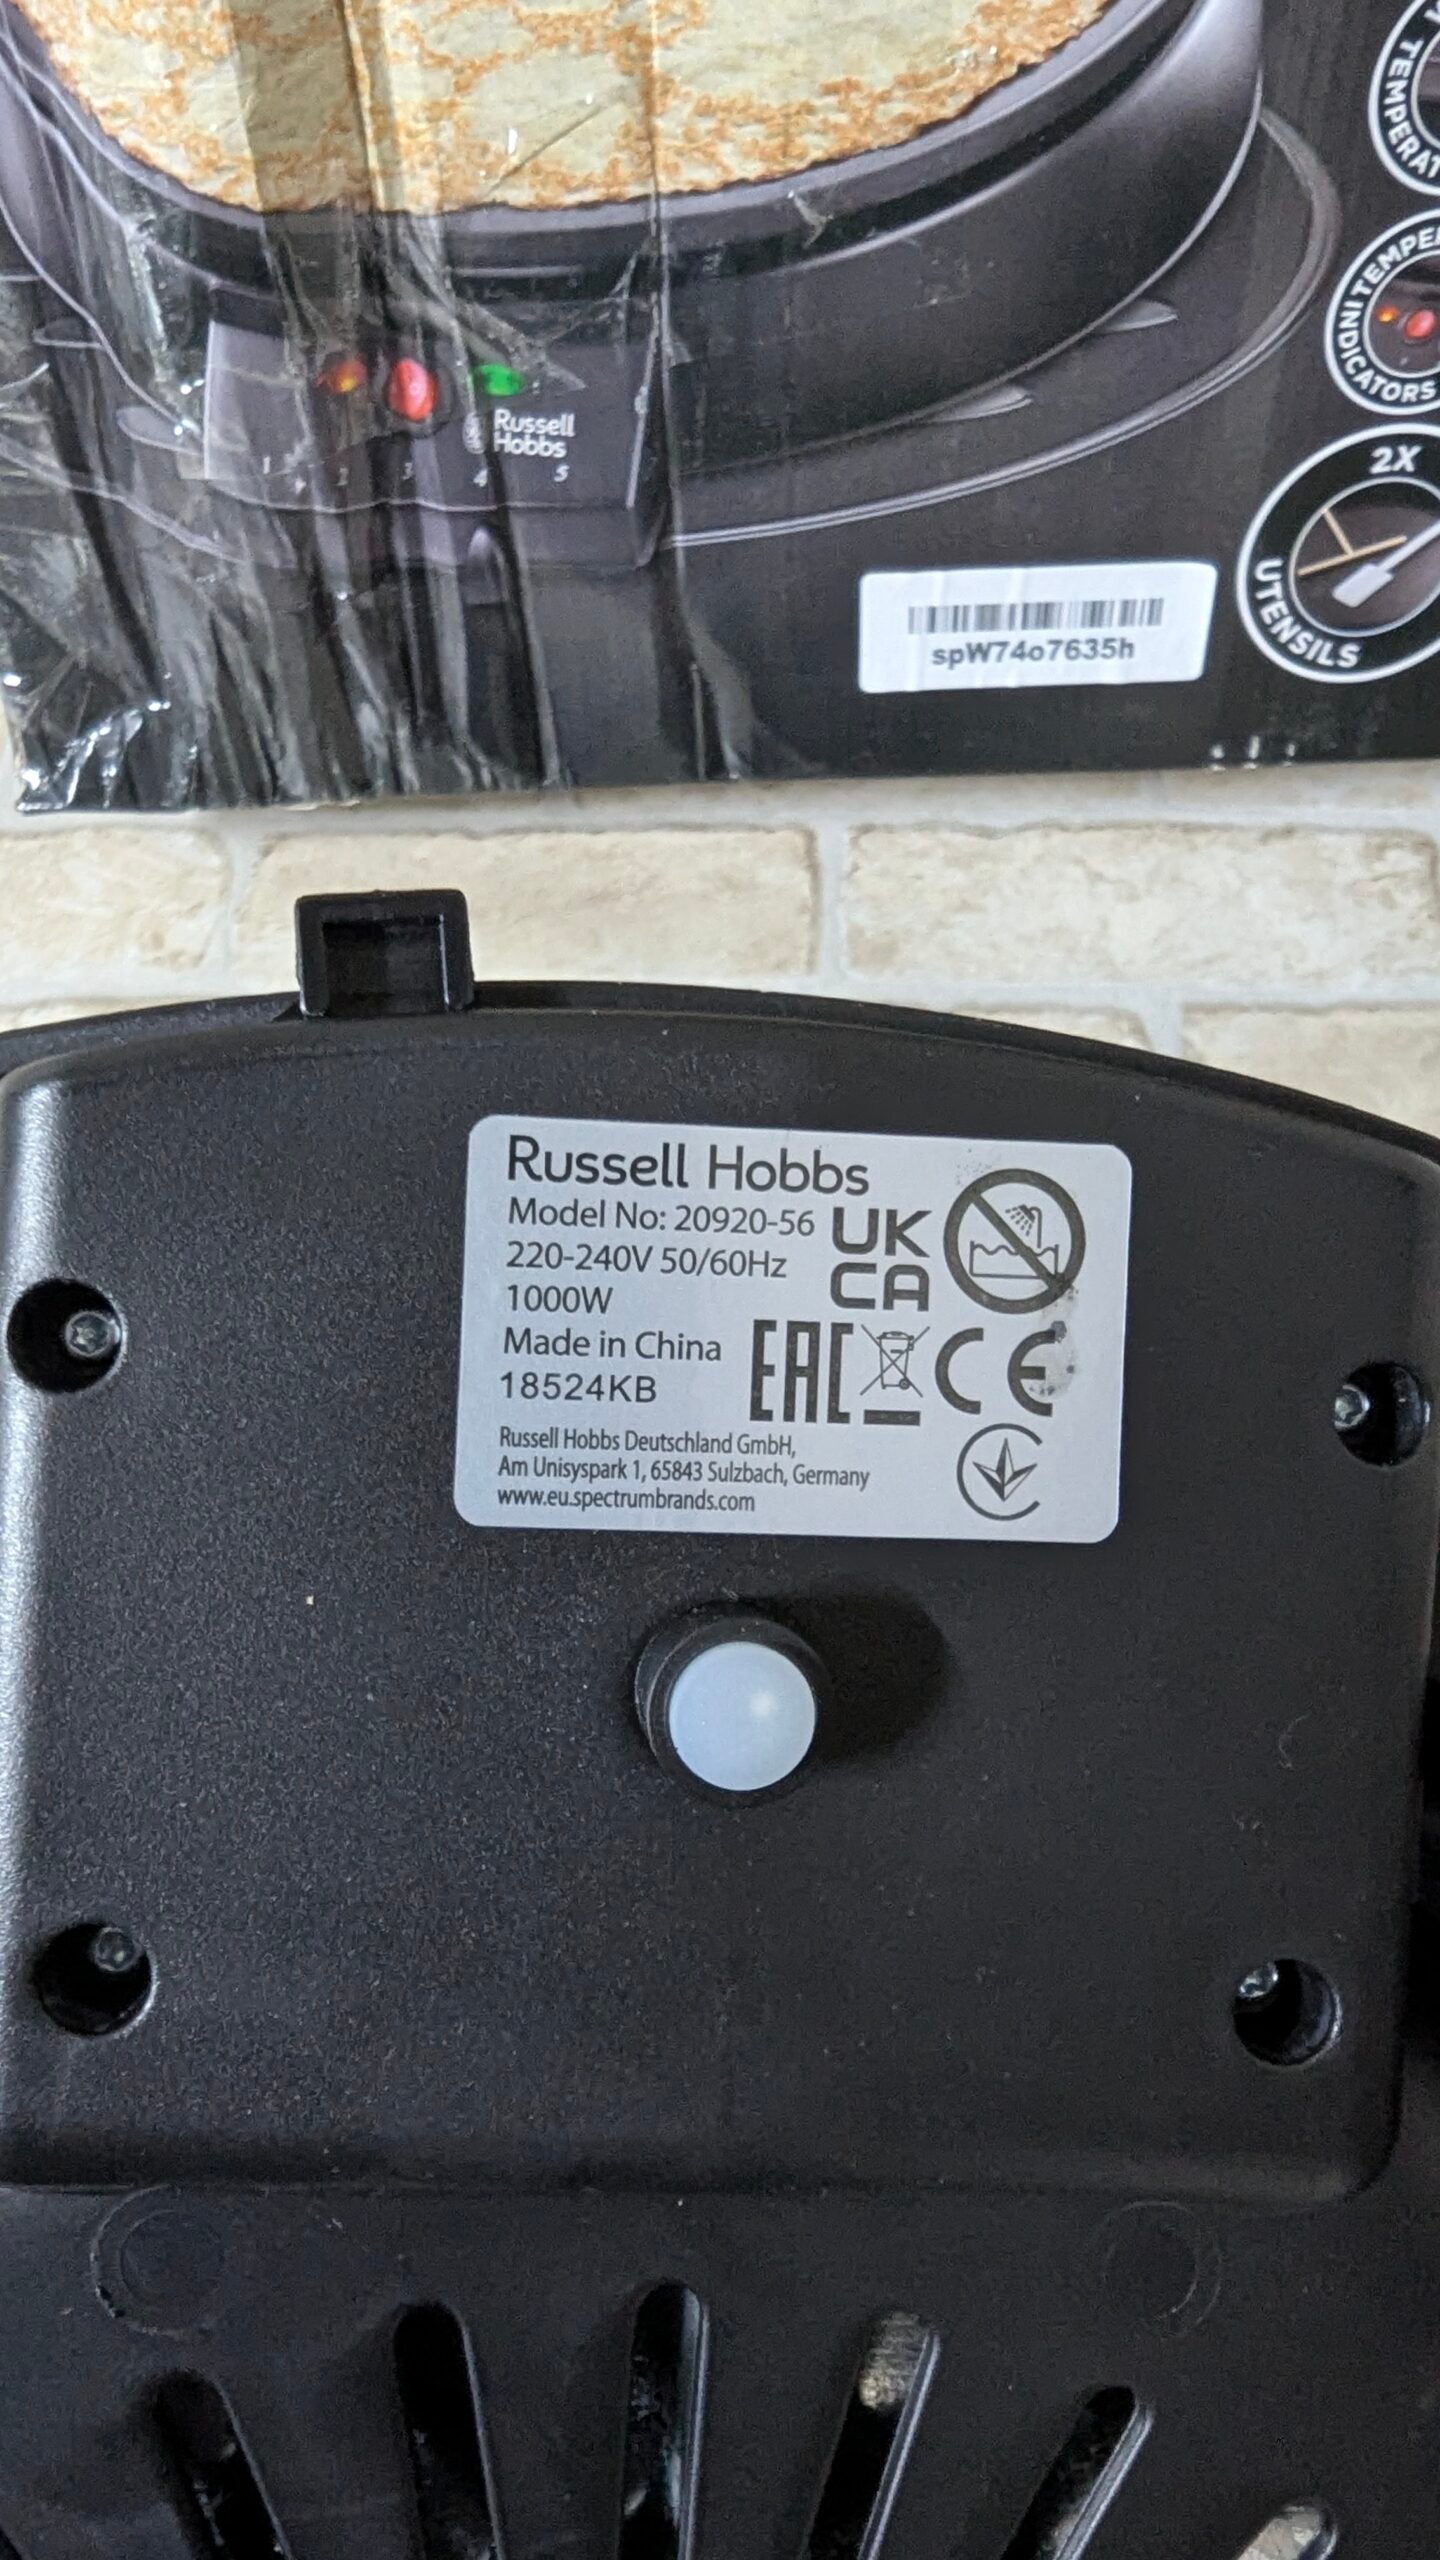 TEMPERAT
INDICATORS
TEMPE
Russell
Hobbs
1 2 3 4 5
2X
UTENSILS
spW74o7635h
Russell Hobbs
Model No: 20920-56
220-240V 50/60Hz
1000W
Made in China
18524KB
UK
CA
EAC
CE
Russell Hobbs Deutschland GmbH,
Am Unisyspark 1, 65843 Sulzbach, Germany
www.eu.spectrumbrands.com